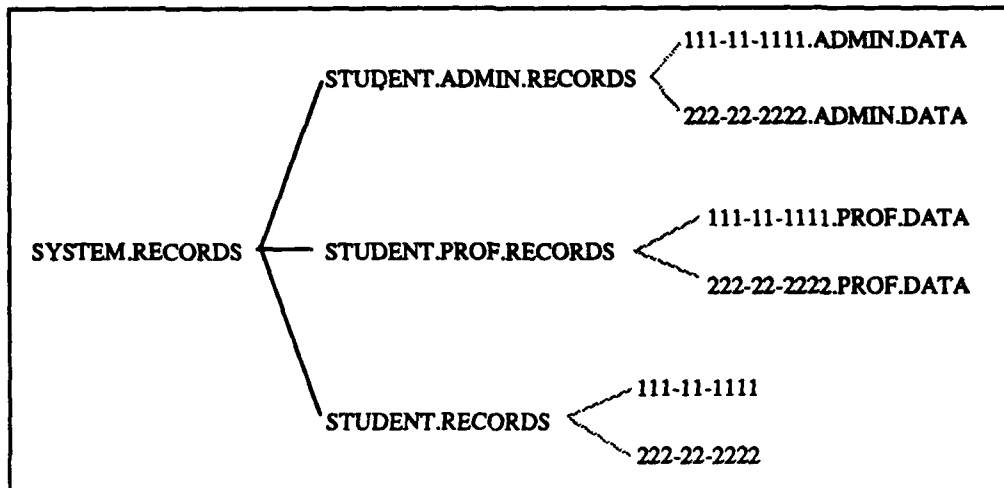 111-11-1111.ADMIN.DATA
STUDENT.ADMIN.RECORDS
222-22-2222.ADMIN.DATA
111-11-1111.PROF.DATA
SYSTEM.RECORDS
STUDENT.PROF.RECORDS
222-22-2222.PROF.DATA
111-11-1111
STUDENT.RECORDS
222-22-2222